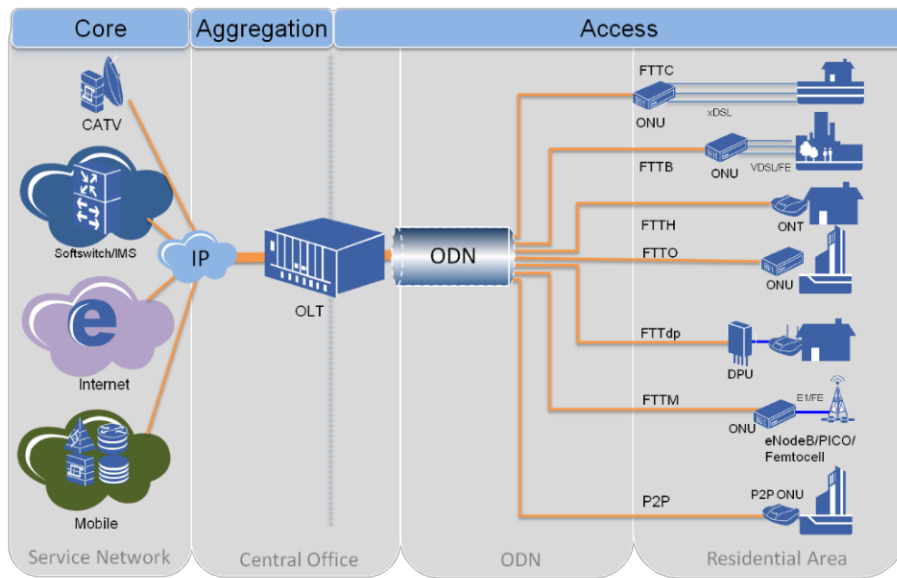 Core
Aggregation
Access
CATV
Softswitch/IMS
Internet
Mobile
IP
OLT
ODN
FTTC
ONU
xDSL
FTTB
ONU
VDSL/FE
FTTH
ONT
FTTO
ONU
FTTdp
DPU
FTTM
ONU
E1/FE
eNodeB/PICO/
Femtocell
P2P
P2P ONU
Service Network
Central Office
ODN
Residential Area